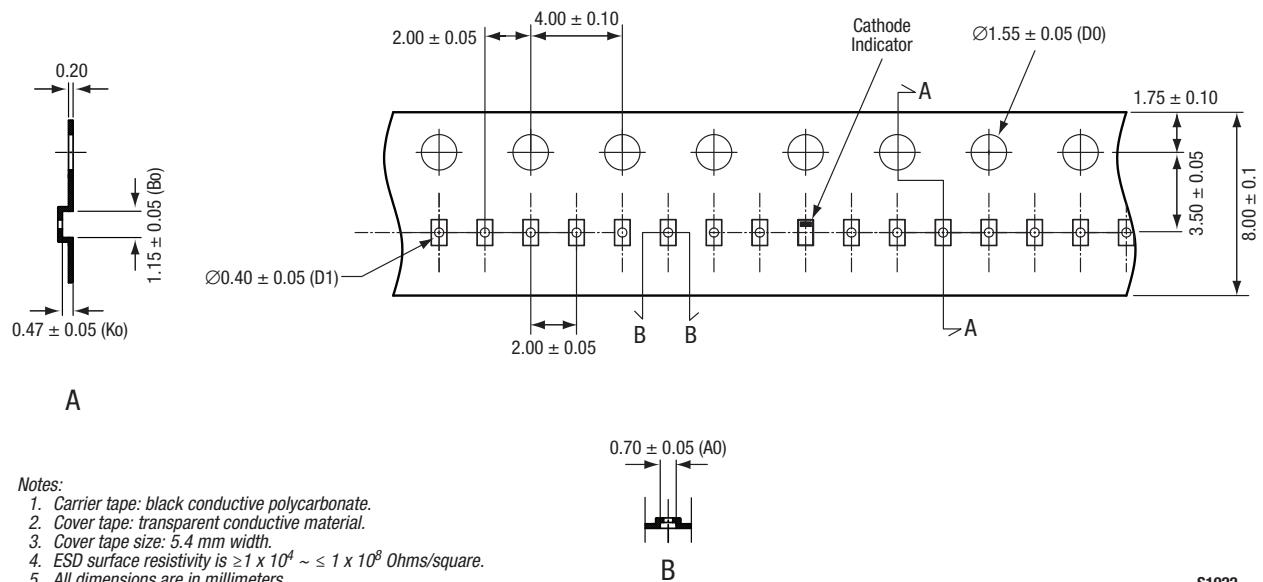 4.00 ± 0.10
2.00 ± 0.05
Cathode
Indicator
∅1.55 ± 0.05 (D0)
0.20
A
1.75 ± 0.10
1.15 ± 0.05 (Bo)
3.50 ± 0.05
8.00 ± 0.1
∅0.40 ± 0.05 (D1)
0.47 ± 0.05 (Ko)
B
B
A
2.00 ± 0.05
A
0.70 ± 0.05 (A0)
Notes:
1. Carrier tape: black conductive polycarbonate.
2. Cover tape: transparent conductive material.
3. Cover tape size: 5.4 mm width.
4. ESD surface resistivity is ≥1 x 10⁴ ~ ≤ 1 x 10⁸ Ohms/square.
B
5. All dimensions are in millimeters